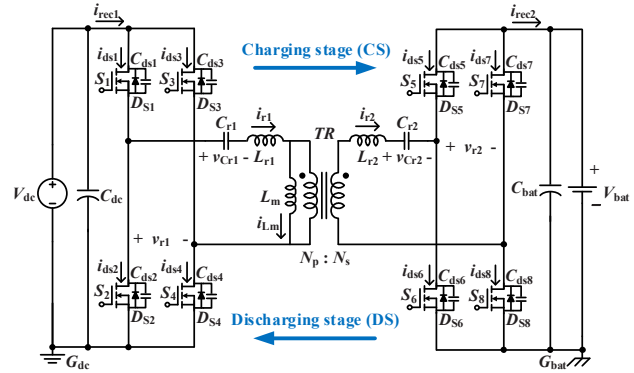 irec1 irec2
Charging stage (CS)
ids1 Cds1 ids3 Cds3 ids5 Cds5 ids7 Cds7
S1 S3 S5 S7
DS1 DS3 DS5 DS7
Cr1 ir1 TR ir2 Cr2
+ vCr1 - Lr1 Lr2 + vCr2 - + vr2 -
Vdc + - Cdc Lm Cbat + - Vbat
+ vr1 - iLm
Np : Ns
ids2 Cds2 ids4 Cds4 ids6 Cds6 ids8 Cds8
S2 S4 S6 S8
DS2 DS4 DS6 DS8
Discharging stage (DS)
Gdc Gbat